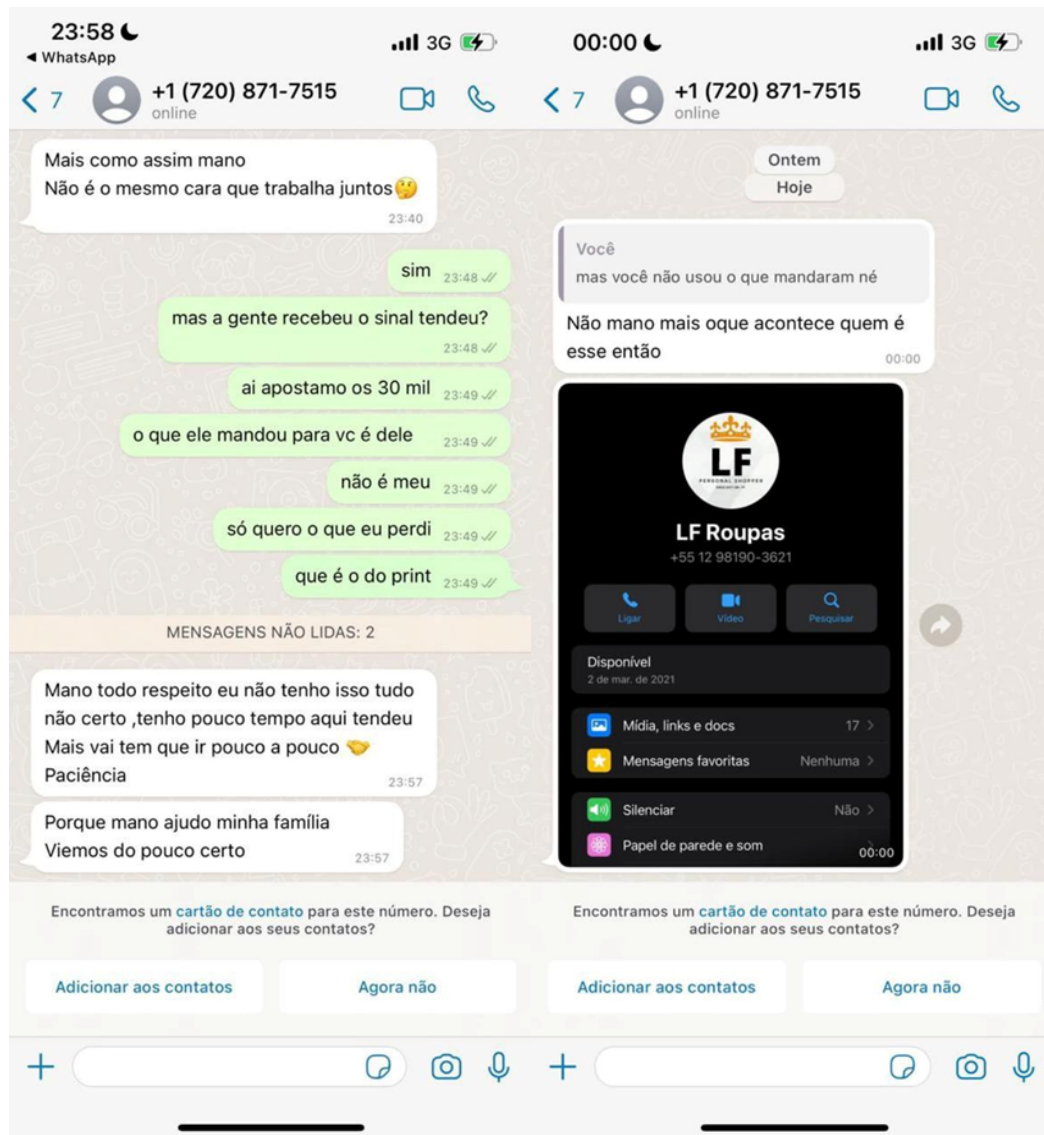 23:58
3G
WhatsApp
7
+1 (720) 871-7515
online
Mais como assim mano
Não é o mesmo cara que trabalha juntos🤔
23:40
sim 23:48
mas a gente recebeu o sinal tendeu?
23:48
ai apostamo os 30 mil 23:49
o que ele mandou para vc é dele 23:49
não é meu 23:49
só quero o que eu perdi 23:49
que é o do print 23:49
MENSAGENS NÃO LIDAS: 2
Mano todo respeito eu não tenho isso tudo
não certo ,tenho pouco tempo aqui tendeu
Mais vai tem que ir pouco a pouco 🤝
Paciência
23:57
Porque mano ajudo minha família
Viemos do pouco certo
23:57
Encontramos um cartão de contato para este número. Deseja
adicionar aos seus contatos?
Adicionar aos contatos
Agora não
00:00
3G
7
+1 (720) 871-7515
online
Ontem
Hoje
Você
mas você não usou o que mandaram né
Não mano mais oque acontece quem é
esse então
00:00
LF
PERSONAL SHOPPER
LF Roupas
+55 12 98190-3621
Ligar
Vídeo
Pesquisar
Disponível
2 de mar. de 2021
Mídia, links e docs 17
Mensagens favoritas Nenhuma
Silenciar Não
Papel de parede e som
00:00
Encontramos um cartão de contato para este número. Deseja
adicionar aos seus contatos?
Adicionar aos contatos
Agora não